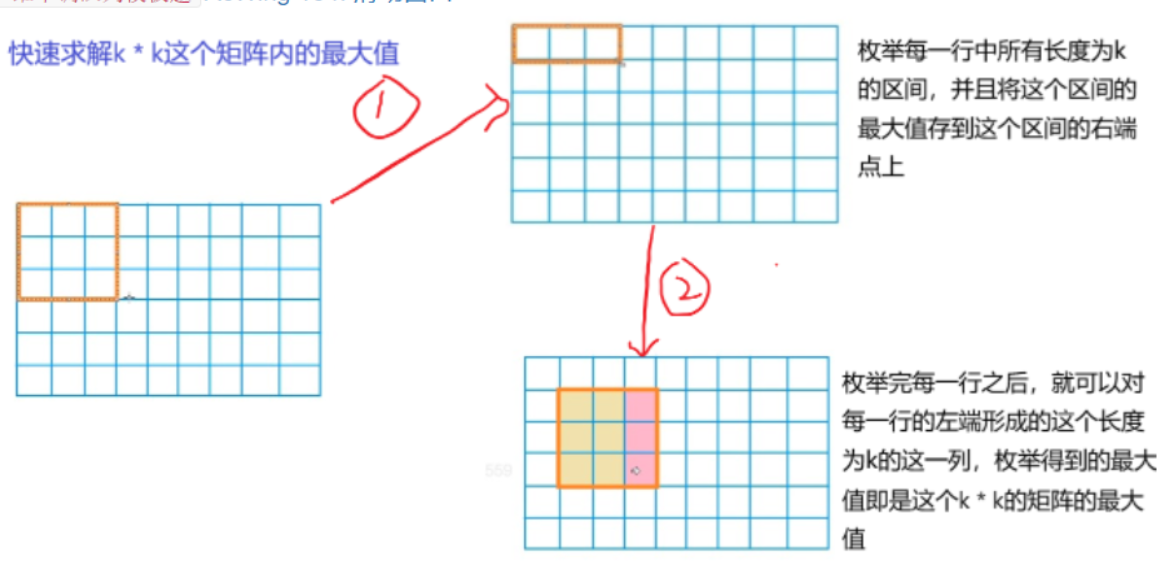 快速求解k * k这个矩阵内的最大值
①
枚举每一行中所有长度为k
的区间，并且将这个区间的
最大值存到这个区间的右端
点上
②
559
枚举完每一行之后，就可以对
每一行的左端形成的这个长度
为k的这一列，枚举得到的最大
值即是这个k * k的矩阵的最大
值